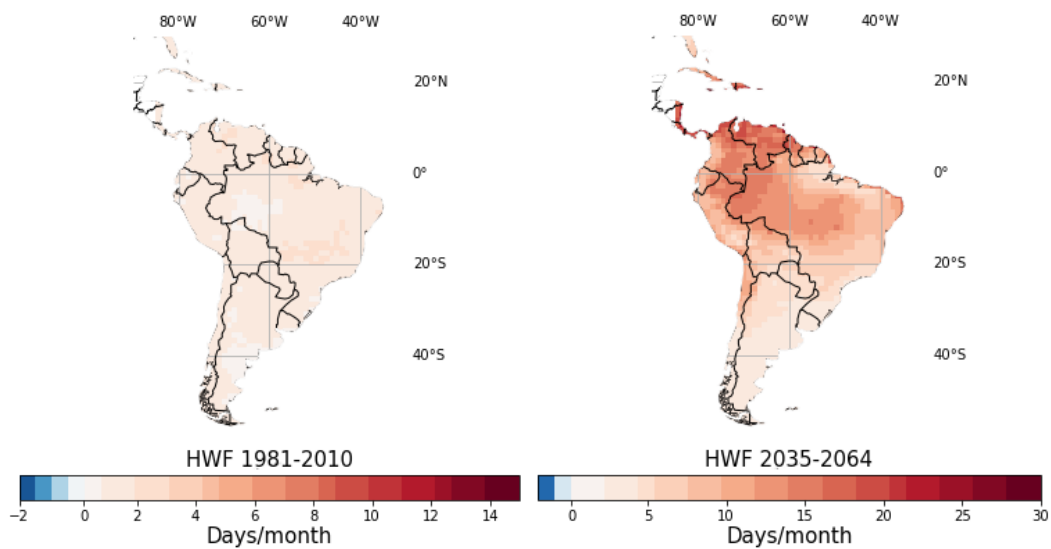 80°W 60°W 40°W 80°W 60°W 40°W
20°N 20°N
0° 0°
20°S 20°S
40°S 40°S
HWF 1981-2010 HWF 2035-2064
−2 0 2 4 6 8 10 12 14 0 5 10 15 20 25 30
Days/month Days/month